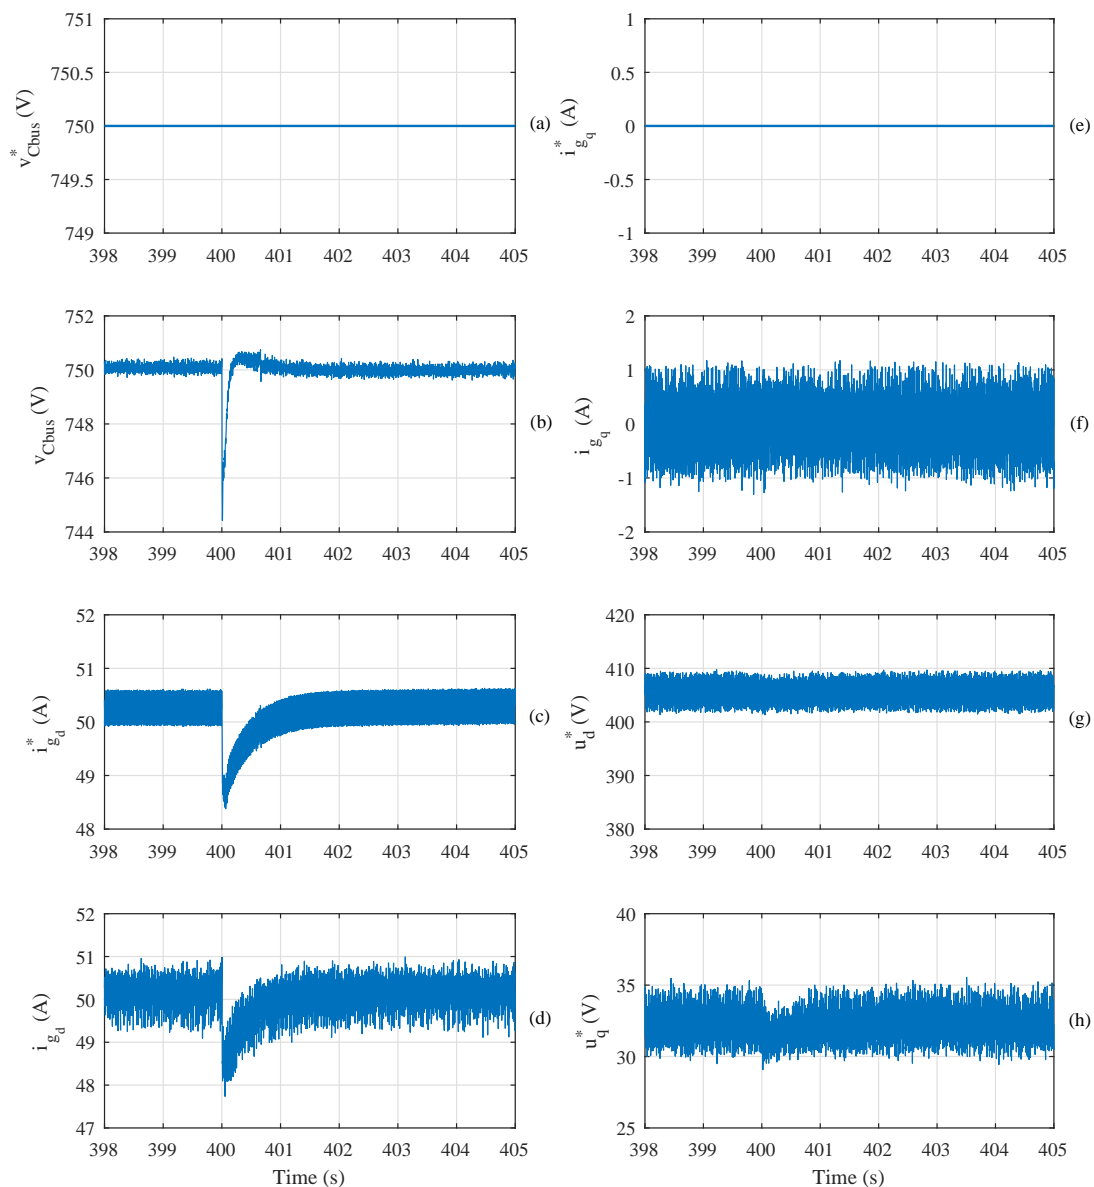 751
750.5
750
749.5
749
v*Cbus (V)
398 399 400 401 402 403 404 405
(a)
1
0.5
0
-0.5
-1
i*gq (A)
398 399 400 401 402 403 404 405
(e)
752
750
748
746
744
vCbus (V)
398 399 400 401 402 403 404 405
(b)
2
1
0
-1
-2
igq (A)
398 399 400 401 402 403 404 405
(f)
52
51
50
49
48
i*gd (A)
398 399 400 401 402 403 404 405
(c)
420
410
400
390
380
u*d (V)
398 399 400 401 402 403 404 405
(g)
52
51
50
49
48
47
igd (A)
398 399 400 401 402 403 404 405
Time (s)
(d)
40
35
30
25
u*q (V)
398 399 400 401 402 403 404 405
Time (s)
(h)